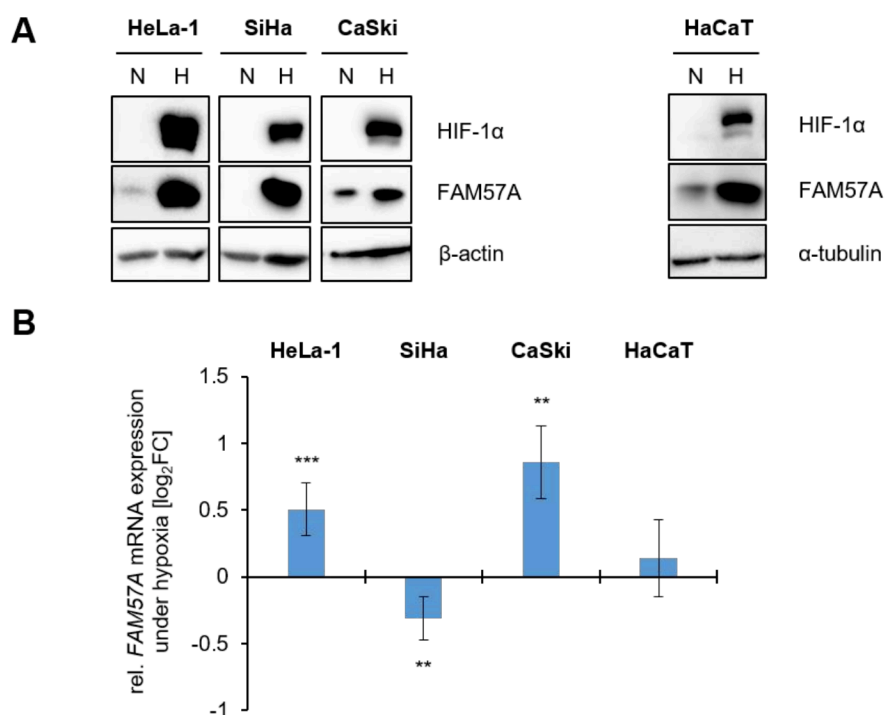 A
HeLa-1 SiHa CaSki HaCaT
N H N H N H N H
HIF-1α HIF-1α
FAM57A FAM57A
β-actin α-tubulin
B
HeLa-1 SiHa CaSki HaCaT
rel. FAM57A mRNA expression
under hypoxia [log₂FC]
1.5
1
0.5
0
-0.5
-1
***
**
**